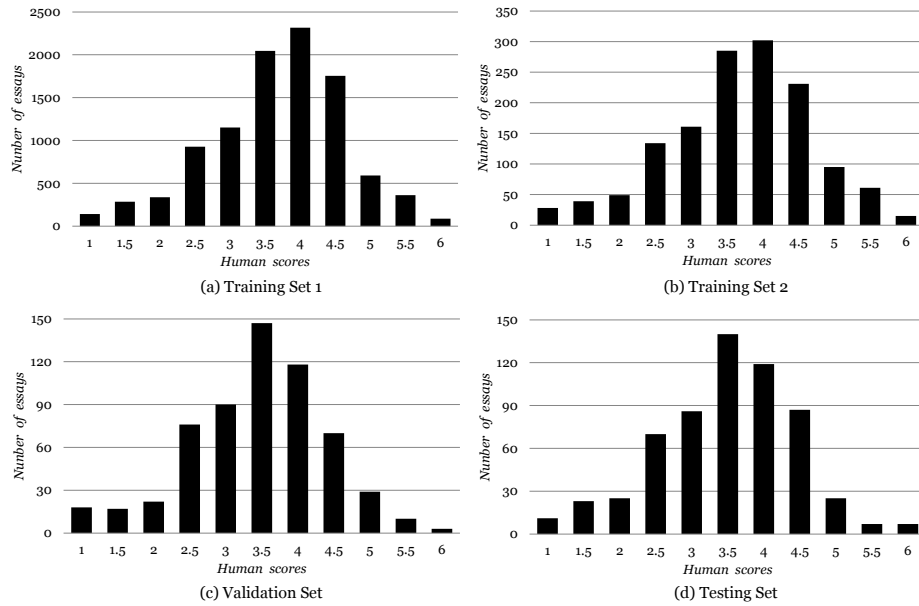 2500
2000
1500
1000
500
0
Nunber of essays
1 1.5 2 2.5 3 3.5 4 4.5 5 5.5 6
Human scores
(a) Training Set 1
350
300
250
200
150
100
50
0
Nunber of essays
1 1.5 2 2.5 3 3.5 4 4.5 5 5.5 6
Human scores
(b) Training Set 2
150
120
90
60
30
0
Nunber of essays
1 1.5 2 2.5 3 3.5 4 4.5 5 5.5 6
Human scores
(c) Validation Set
150
120
90
60
30
0
Nunber of essays
1 1.5 2 2.5 3 3.5 4 4.5 5 5.5 6
Human scores
(d) Testing Set